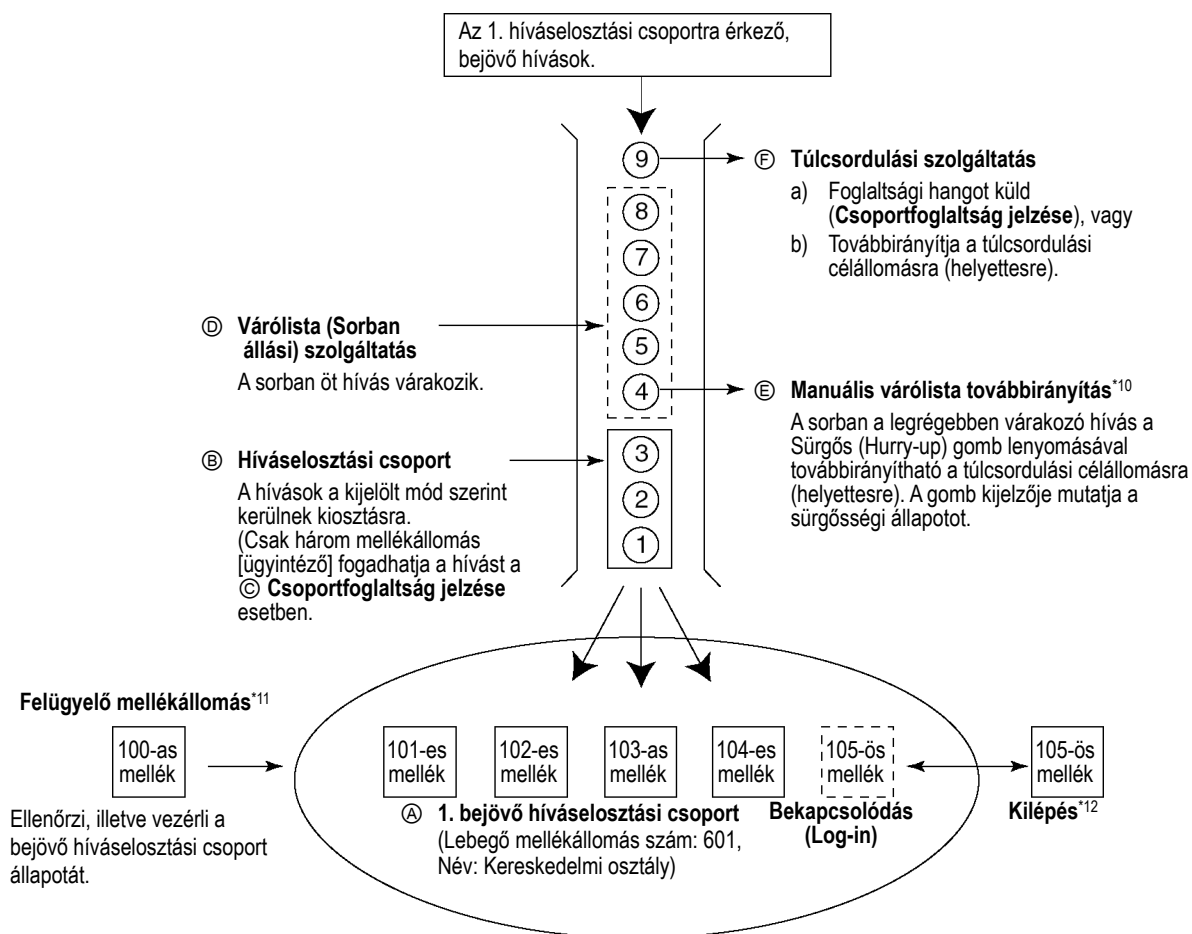 Az 1. híváselosztási csoportra érkező,
bejövő hívások.
9
Ⓕ Túlcsordulási szolgáltatás
a) Foglaltsági hangot küld
(Csoportfoglaltság jelzése), vagy
b) Továbbirányítja a túlcsordulási
célállomásra (helyettesre).
8
7
6
5
4
Ⓓ Várólista (Sorban
állási) szolgáltatás
A sorban öt hívás várakozik.
Ⓔ Manuális várólista továbbirányítás*10
A sorban a legrégebben várakozó hívás a
Sürgős (Hurry-up) gomb lenyomásával
továbbirányítható a túlcsordulási célállomásra
(helyettesre). A gomb kijelzője mutatja a
sürgősségi állapotot.
Ⓑ Híváselosztási csoport
A hívások a kijelölt mód szerint
kerülnek kiosztásra.
(Csak három mellékállomás
[ügyintéző] fogadhatja a hívást a
Ⓒ Csoportfoglaltság jelzése
esetben.
3
2
1
Felügyelő mellékállomás*11
100-as
mellék
Ellenőrzi, illetve vezérli a
bejövő híváselosztási csoport
állapotát.
101-es
mellék
102-es
mellék
103-as
mellék
104-es
mellék
105-ös
mellék
105-ös
mellék
Ⓐ 1. bejövő híváselosztási csoport
(Lebegő mellékállomás szám: 601,
Név: Kereskedelmi osztály)
Bekapcsolódás
(Log-in)
Kilépés*12